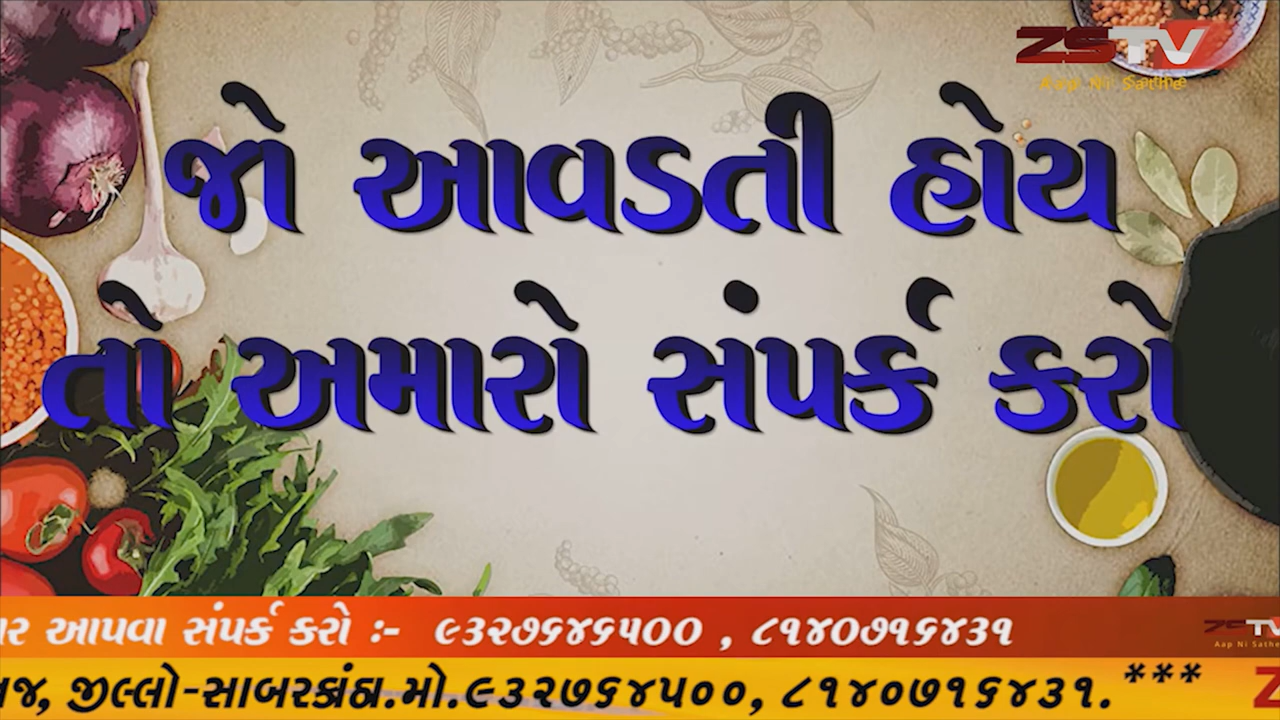 ZSTV
Aap Ni Sathe
જો આવડતી હોય
તો અમારો સંપર્ક કરો
આપવા સંપર્ક કરો :- ૯૩૨૭૬૪૬૫૦૦ , ૮૧૪૦૭૧૬૪૩૧
જીલ્લો-સાબરકાંઠા.મો.૯૩૨૭૬૪૫૦૦, ૮૧૪૦૭૧૬૪૩૧. ***
ZSTV
Aap Ni Sathe